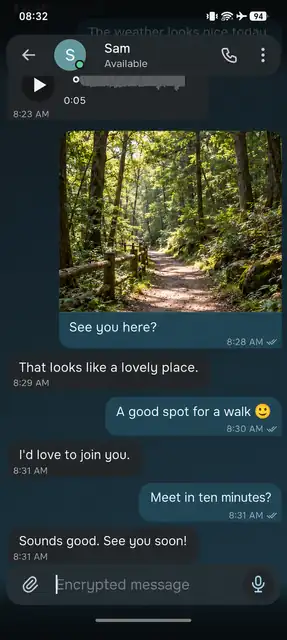 08:32
94
The weather looks nice today.
S
Sam
Available
0:05
8:23 AM
See you here?
8:28 AM
That looks like a lovely place.
8:29 AM
A good spot for a walk 🙂
8:30 AM
I'd love to join you.
8:31 AM
Meet in ten minutes?
8:31 AM
Sounds good. See you soon!
8:31 AM
Encrypted message